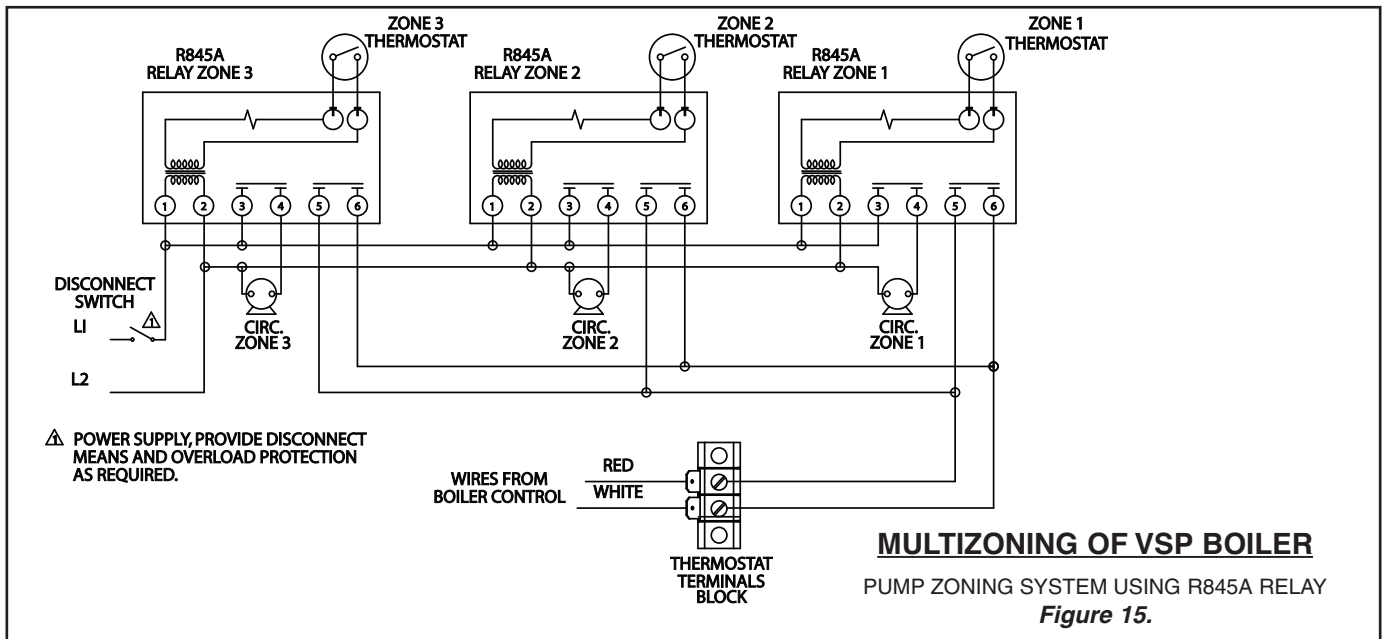 ZONE 3
THERMOSTAT
R845A
RELAY ZONE 3
ZONE 2
THERMOSTAT
R845A
RELAY ZONE 2
ZONE 1
THERMOSTAT
R845A
RELAY ZONE 1
1 2 3 4 5 6
1 2 3 4 5 6
1 2 3 4 5 6
DISCONNECT
SWITCH
LI
1
L2
CIRC.
ZONE 3
CIRC.
ZONE 2
CIRC.
ZONE 1
1 POWER SUPPLY, PROVIDE DISCONNECT
MEANS AND OVERLOAD PROTECTION
AS REQUIRED.
WIRES FROM
BOILER CONTROL
RED
WHITE
THERMOSTAT
TERMINALS
BLOCK
MULTIZONING OF VSP BOILER
PUMP ZONING SYSTEM USING R845A RELAY
Figure 15.